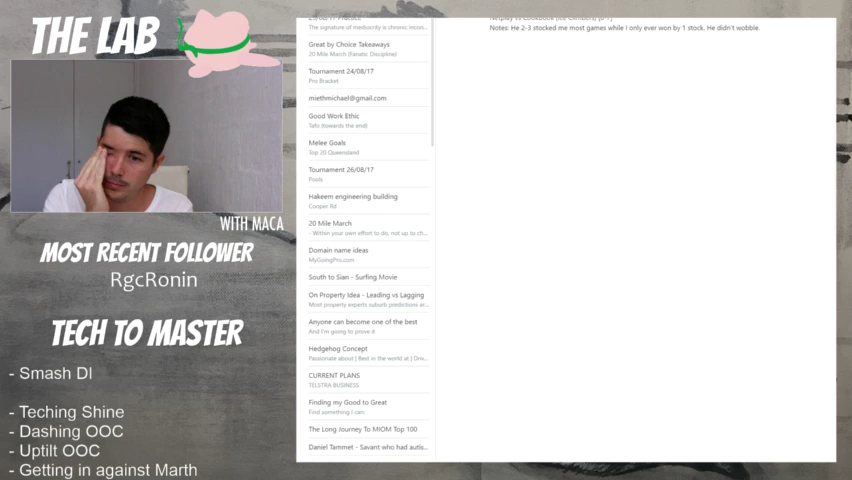 THE LAB
WITH MACA
MOST RECENT FOLLOWER
RgcRonin
TECH TO MASTER
- Smash DI
- Teching Shine
- Dashing OOC
- Uptilt OOC
- Getting in against Marth
The signature of mediocrity is chronic incon...
Great by Choice Takeaways
20 Mile March (Fanatic Discipline)
Tournament 24/08/17
Pro Bracket
miethmichael@gmail.com
Good Work Ethic
Talis (towards the end)
Melee Goals
Top 20 Queensland
Tournament 26/08/17
Pools
Hakeem engineering building
Cooper Rd
20 Mile March
- Within your own effort to do, not up to ch...
Domain name ideas
MyGoingPro.com
South to Sian - Surfing Movie
On Property Idea - Leading vs Lagging
Most property experts suburb predictions ar...
Anyone can become one of the best
And I'm going to prove it
Hedgehog Concept
Passionate about | Best in the world at | Driv...
CURRENT PLANS
TELSTRA BUSINESS
Finding my Good to Great
Find something I can
The Long Journey To MIOM Top 100
Daniel Tammet - Savant who had autis...
Notes: He 2-3 stocked me most games while I only ever won by 1 stock. He didn't wobble.